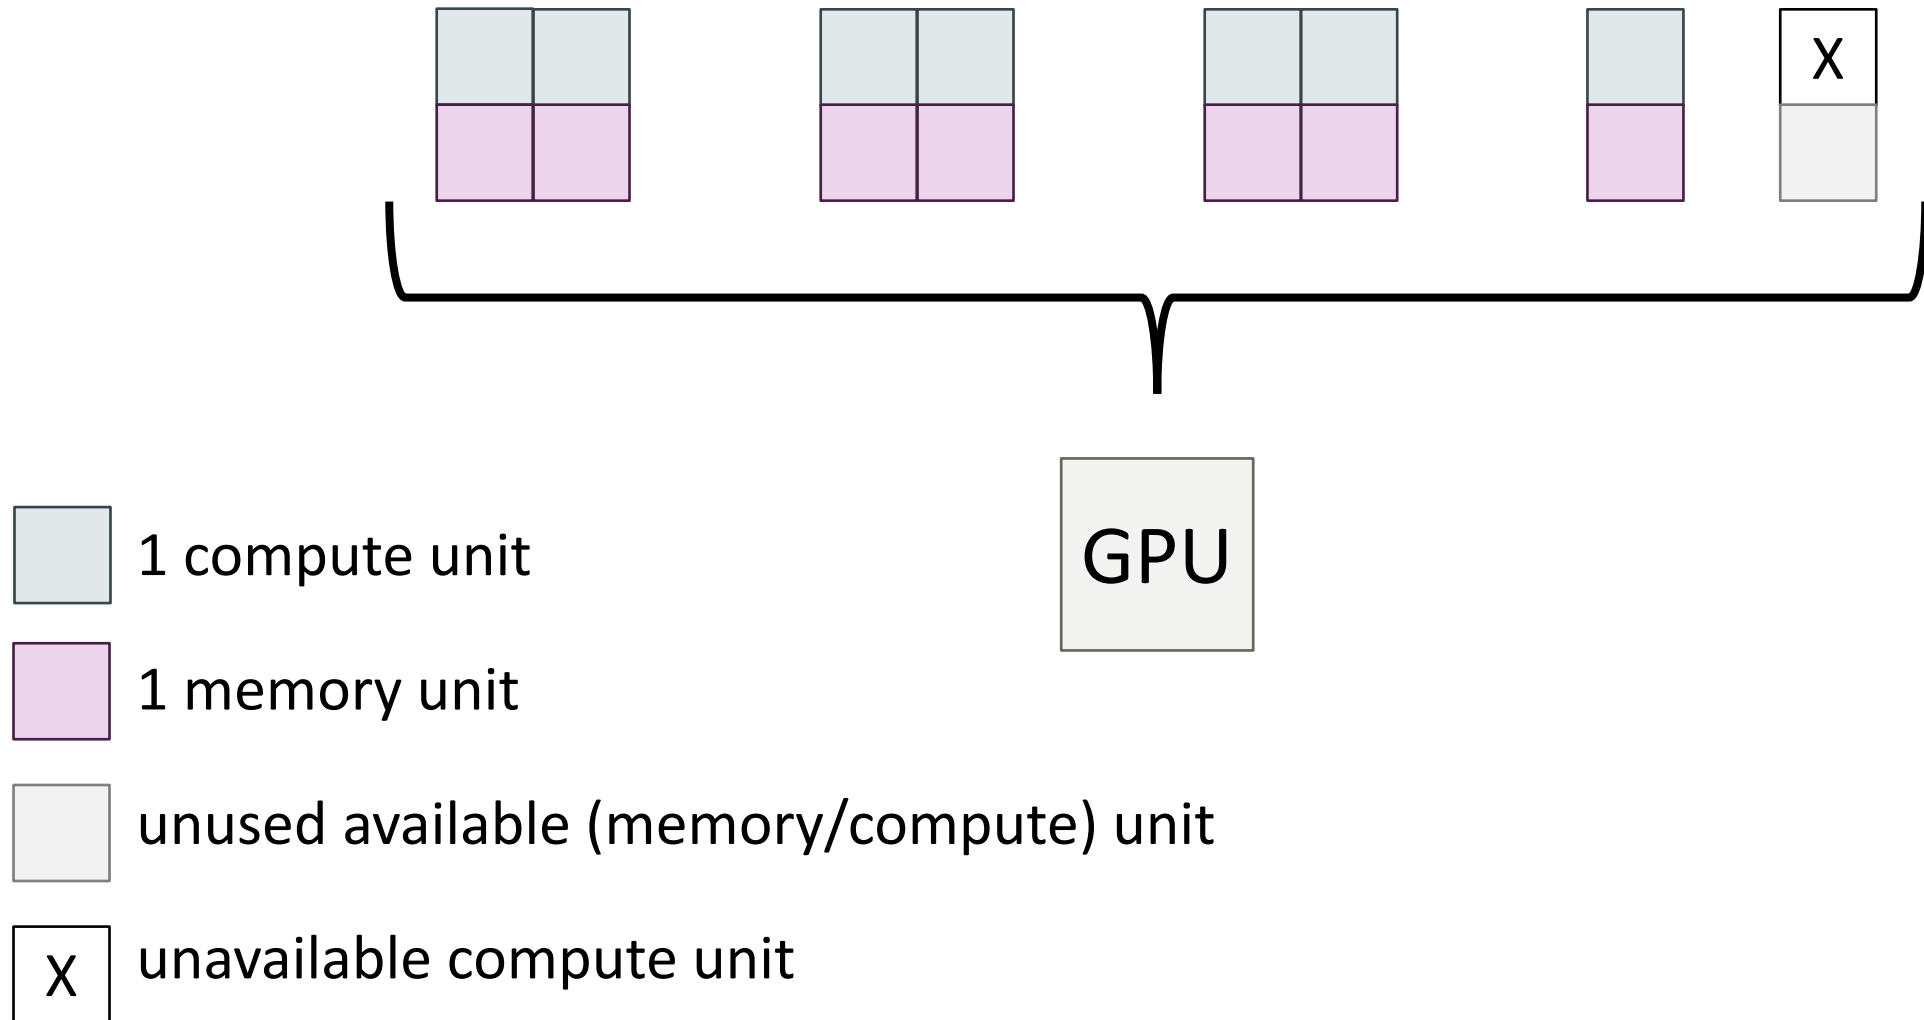 X
GPU
1 compute unit
1 memory unit
unused available (memory/compute) unit
X unavailable compute unit